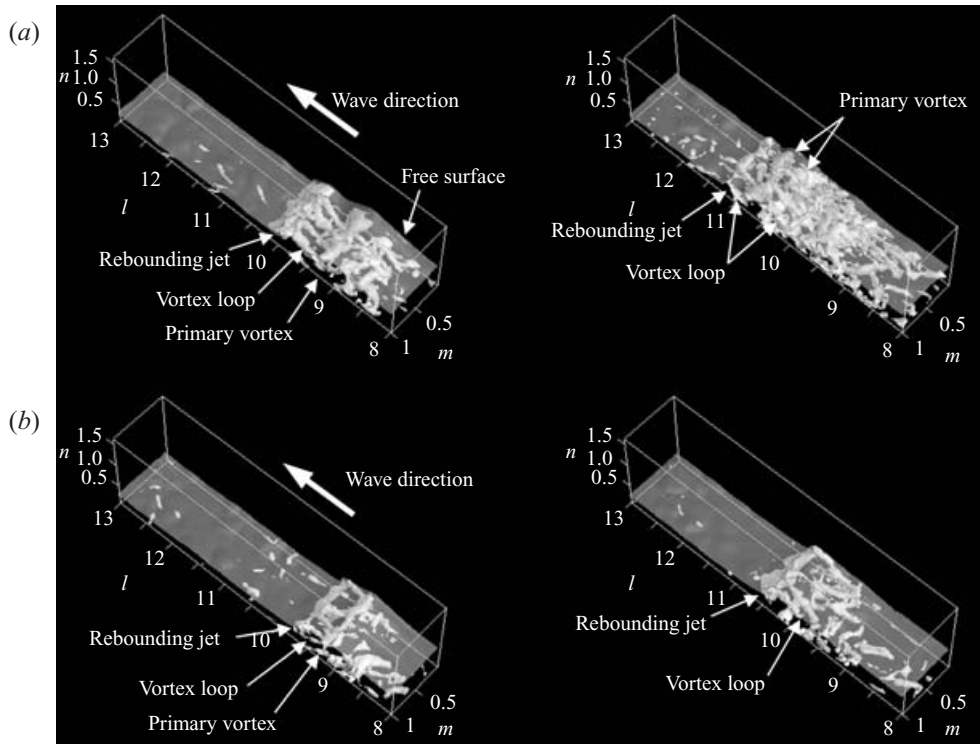 (a)
1.5
n 1.0
0.5
13
12
l
11
10
9
8
1
0.5
m
Wave direction
Free surface
Rebounding jet
Vortex loop
Primary vortex
1.5
n 1.0
0.5
13
12
l
11
10
9
8
1
0.5
m
Primary vortex
Rebounding jet
Vortex loop
(b)
1.5
n 1.0
0.5
13
12
l
11
10
9
8
1
0.5
m
Wave direction
Rebounding jet
Vortex loop
Primary vortex
1.5
n 1.0
0.5
13
12
l
11
10
9
8
1
0.5
m
Rebounding jet
Vortex loop